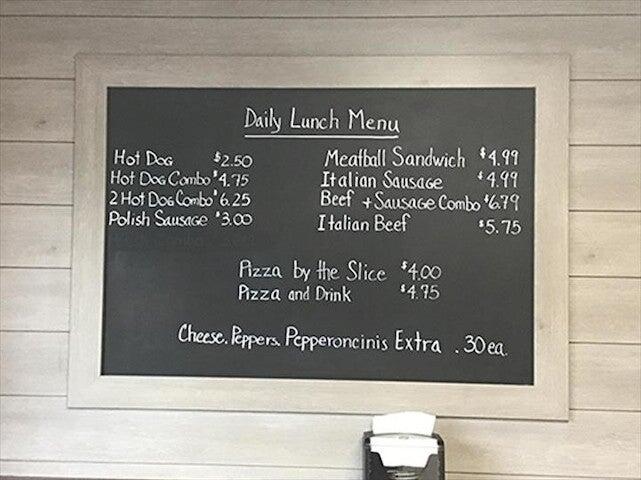 Daily Lunch Menu
Hot Dog $2.50
Hot Dog Combo $4.75
2 Hot Dog Combo $6.25
Polish Sausage $3.00
Meatball Sandwich $4.99
Italian Sausage $4.99
Beef + Sausage Combo $6.79
Italian Beef $5.75
Pizza by the Slice $4.00
Pizza and Drink $4.95
Cheese. Peppers. Pepperoncinis Extra .30 ea.